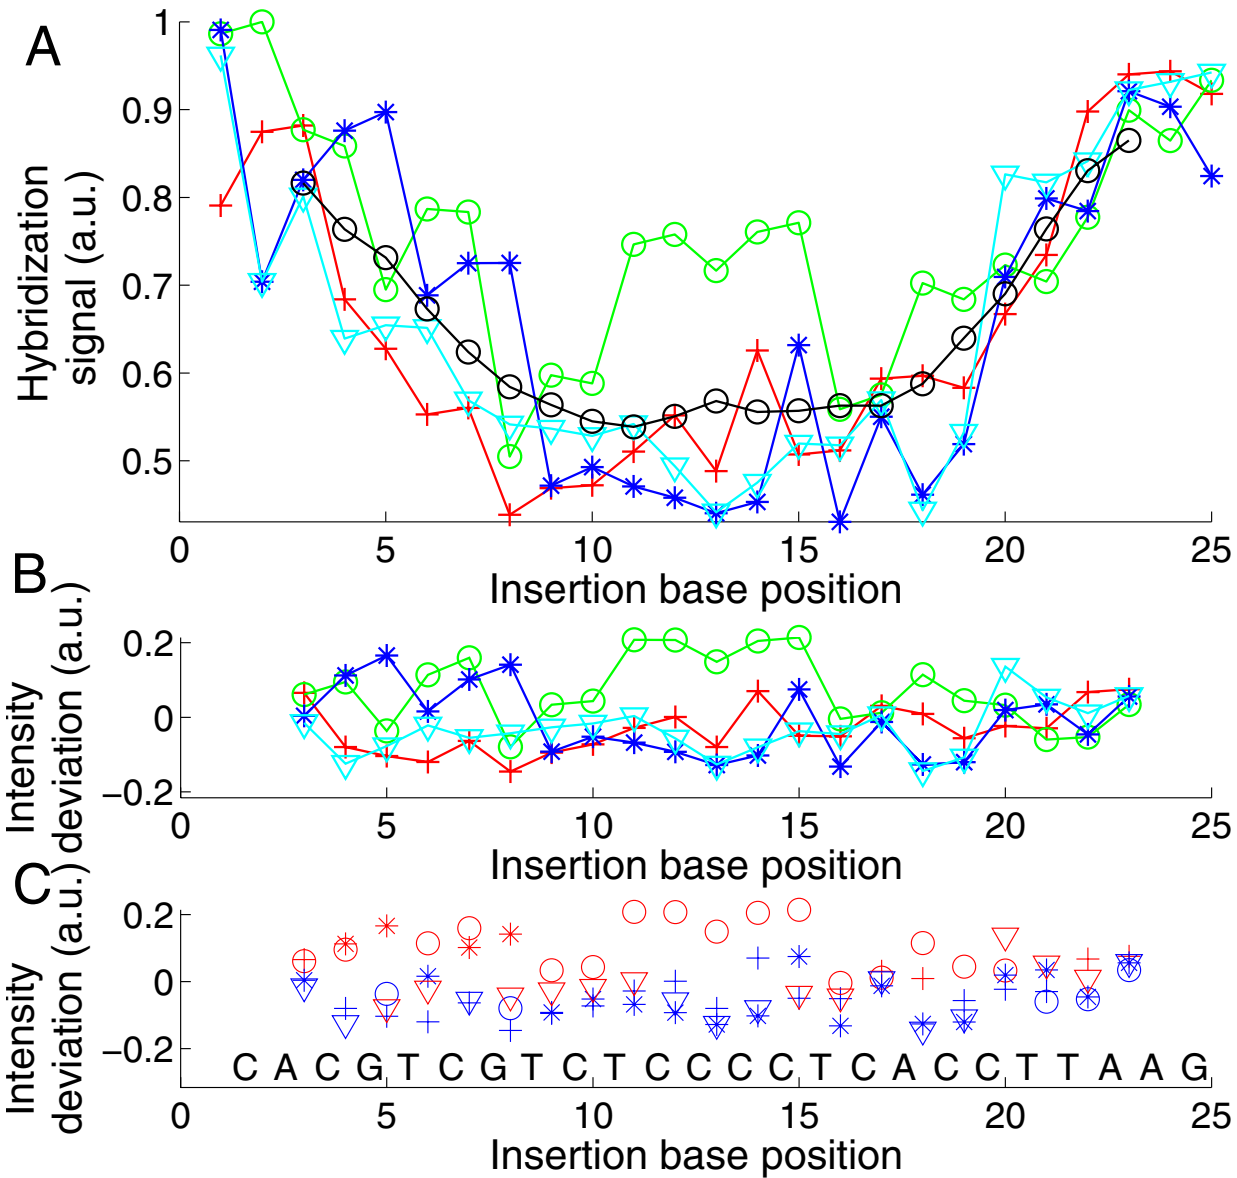 A
Hybridization
signal (a.u.)
1
0.9
0.8
0.7
0.6
0.5
0 5 10 15 20 25
Insertion base position
B
Intensity
deviation (a.u.)
0.2
0
−0.2
0 5 10 15 20 25
Insertion base position
C
Intensity
deviation (a.u.)
0.2
0
−0.2
C A C G T C G T C T C C C C T C A C C T T A A G
0 5 10 15 20 25
Insertion base position